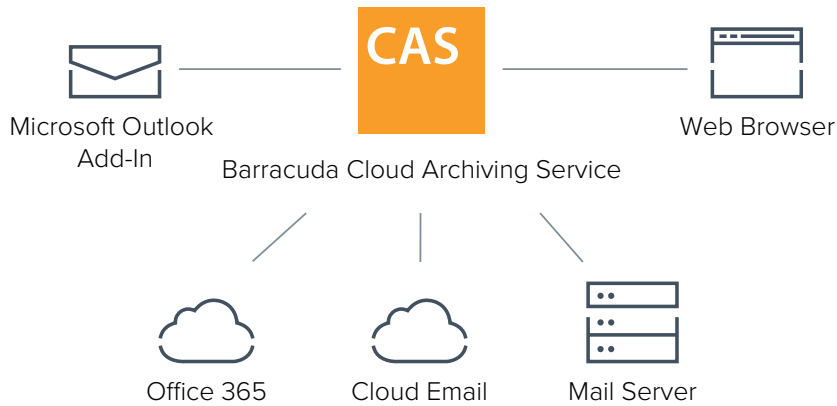 CAS
Microsoft Outlook
Add-In
Web Browser
Barracuda Cloud Archiving Service
Office 365
Cloud Email
Mail Server